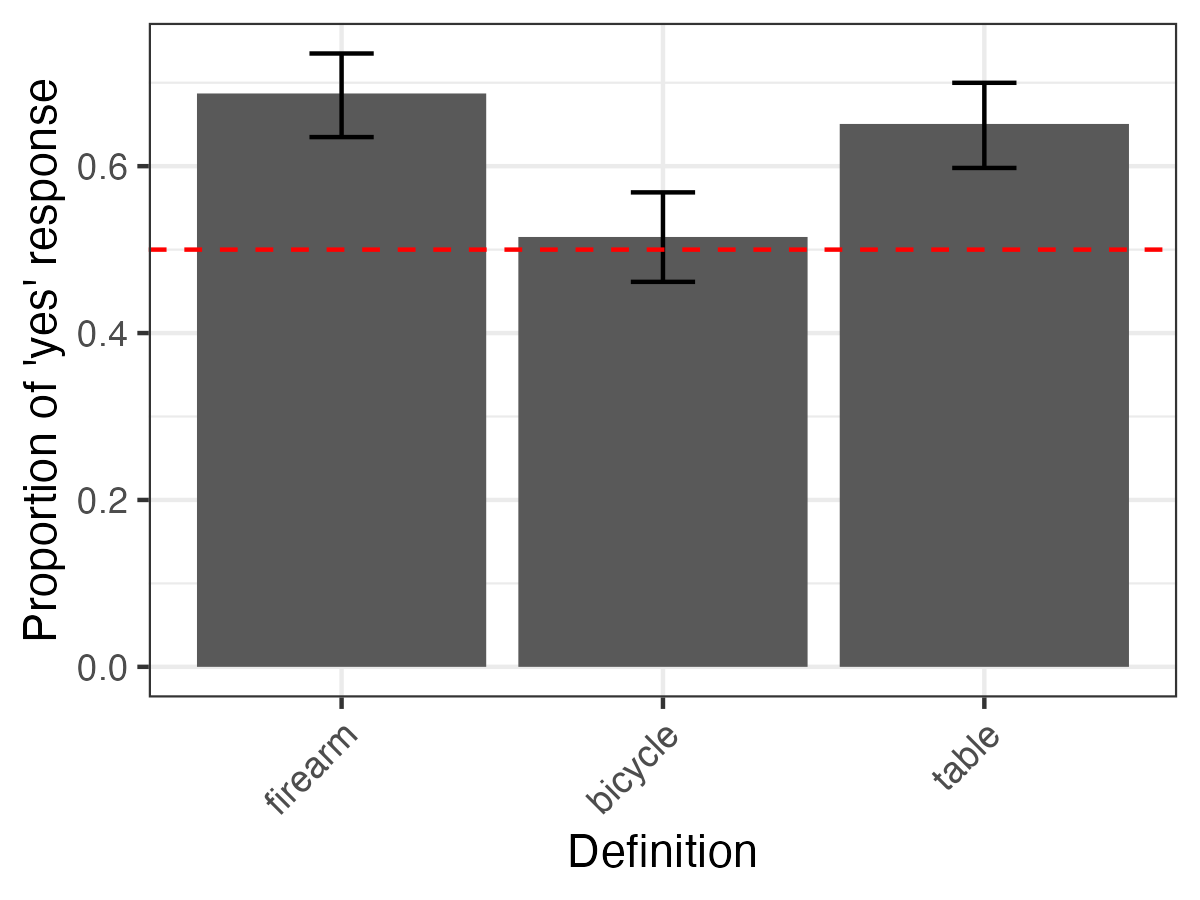 Proportion of 'yes' response
0.6
0.4
0.2
0.0
firearm
bicycle
table
Definition